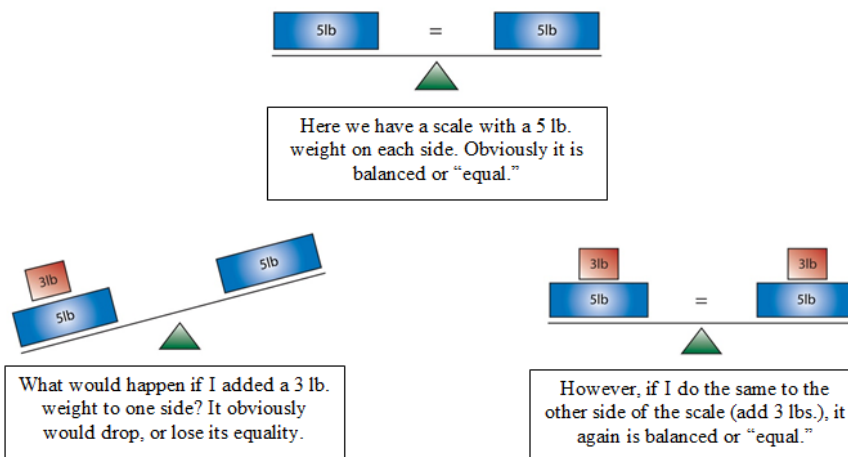 5lb = 5lb
Here we have a scale with a 5 lb.
weight on each side. Obviously it is
balanced or “equal.”
3lb
5lb
5lb
What would happen if I added a 3 lb.
weight to one side? It obviously
would drop, or lose its equality.
3lb 3lb
5lb = 5lb
However, if I do the same to the
other side of the scale (add 3 lbs.), it
again is balanced or “equal.”